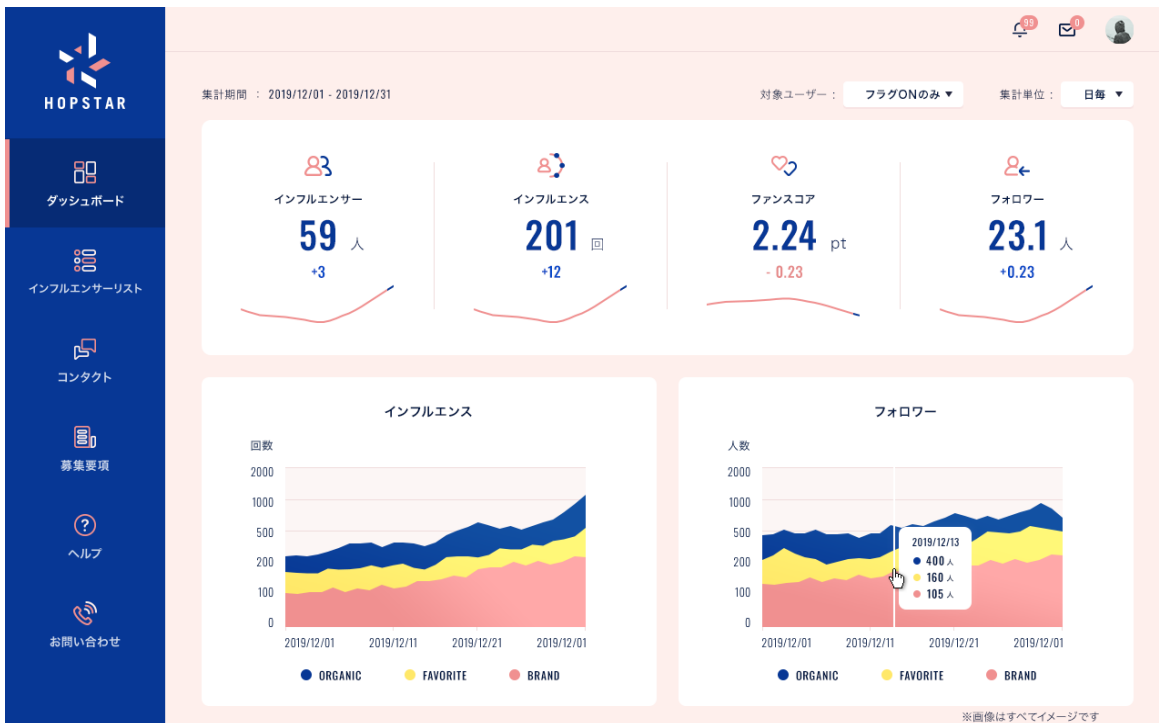 HOPSTAR
ダッシュボード
インフルエンサーリスト
コンタクト
募集要項
?
ヘルプ
お問い合わせ
99
0
集計期間 : 2019/12/01 - 2019/12/31
対象ユーザー : フラグONのみ ▼
集計単位 : 日毎 ▼
インフルエンサー
59 人
+3
インフルエンス
201 回
+12
ファンスコア
2.24 pt
- 0.23
フォロワー
23.1 人
+0.23
インフルエンス
回数
2000
1000
500
200
100
0
2019/12/01 2019/12/11 2019/12/21 2019/12/01
ORGANIC FAVORITE BRAND
フォロワー
人数
2000
1000
500
200
100
0
2019/12/13
400人
160人
105人
2019/12/01 2019/12/11 2019/12/21 2019/12/01
ORGANIC FAVORITE BRAND
※画像はすべてイメージです